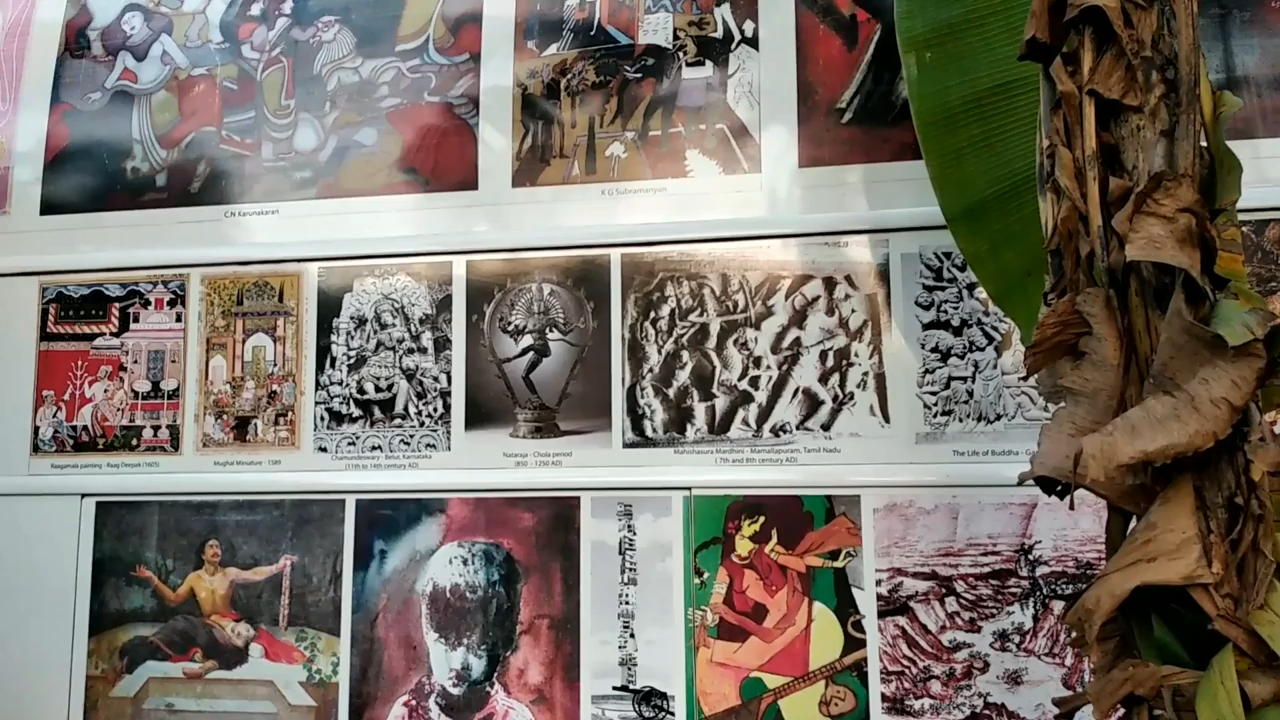 C.N Karunakaran
K G Subramanyan
Raagamala painting - Raag Deepak (1605)
Mughal Miniature - 1589
Chamundeswary - Belur, Karnataka
(11th to 14th century AD)
Nataraja - Chola period
(850 - 1250 AD)
Mahishasura Mardhini - Mamallapuram, Tamil Nadu
( 7th and 8th century AD)
The Life of Buddha - Ga